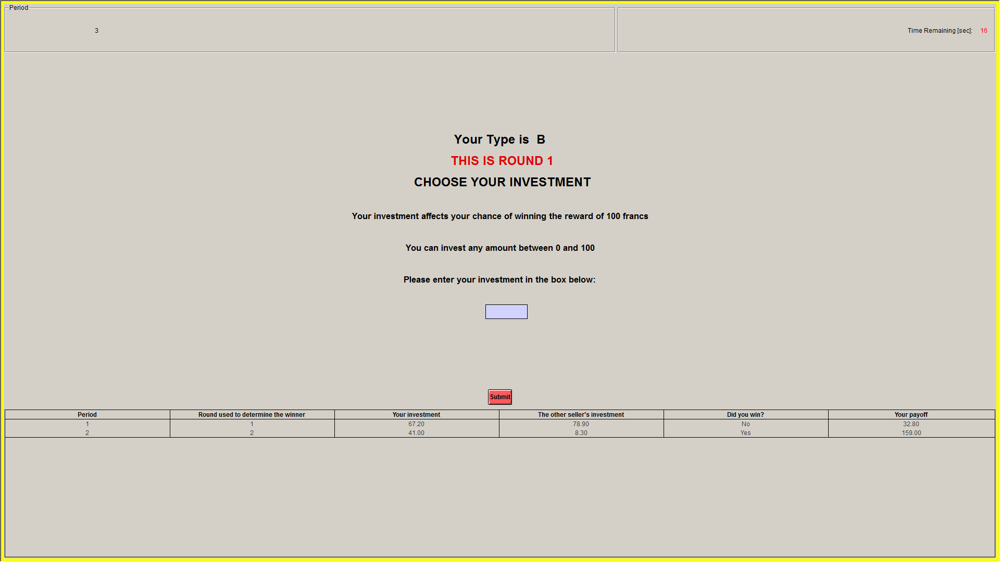 Period
3
Time Remaining [sec]: 16
Your Type is B
THIS IS ROUND 1
CHOOSE YOUR INVESTMENT
Your investment affects your chance of winning the reward of 100 francs
You can invest any amount between 0 and 100
Please enter your investment in the box below:
Submit
Period Round used to determine the winner Your investment The other seller's investment Did you win? Your payoff
1 1 67.20 78.90 No 32.80
2 2 41.00 8.30 Yes 159.00